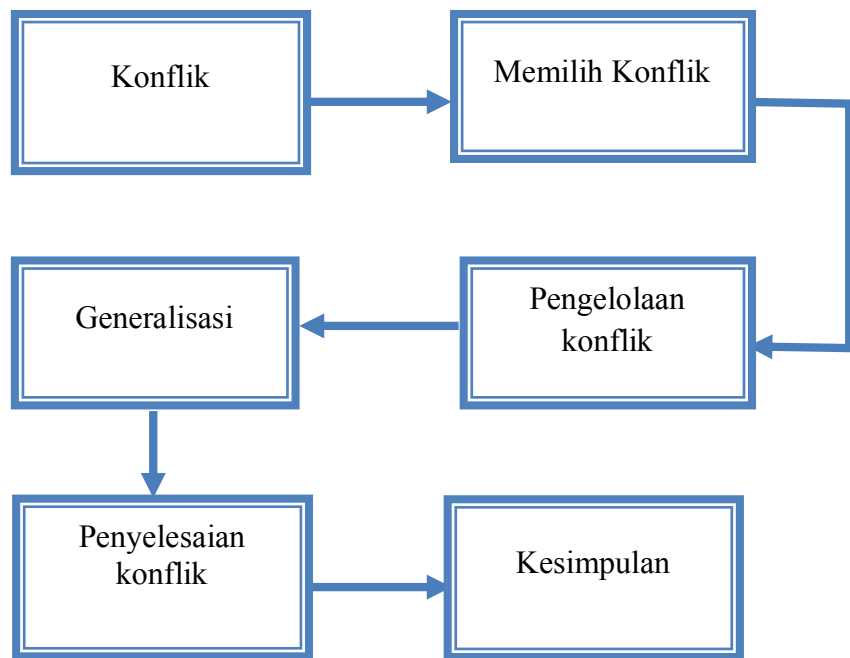 Konflik
Memilih Konflik
Pengelolaan
konflik
Generalisasi
Penyelesaian
konflik
Kesimpulan